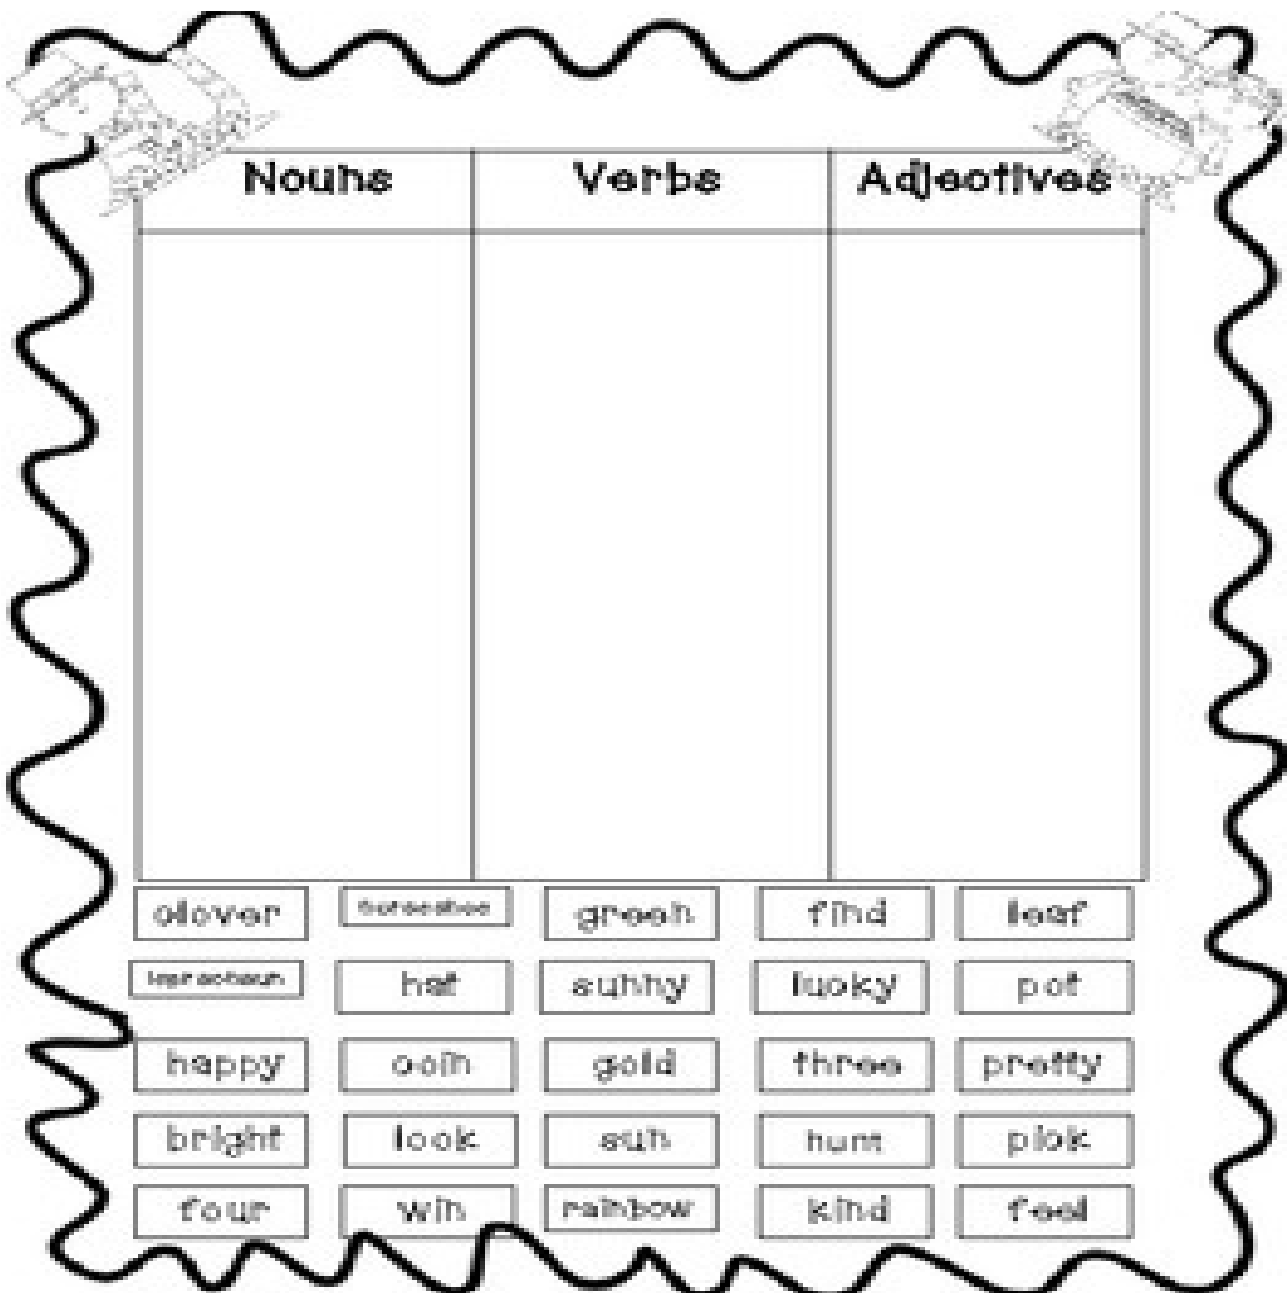 Nouns Verbs Adjectives
clover horseshoe green find leaf
leprechaun hat sunny lucky pot
happy coin gold three pretty
bright look sun hunt pick
four win rainbow kind feel